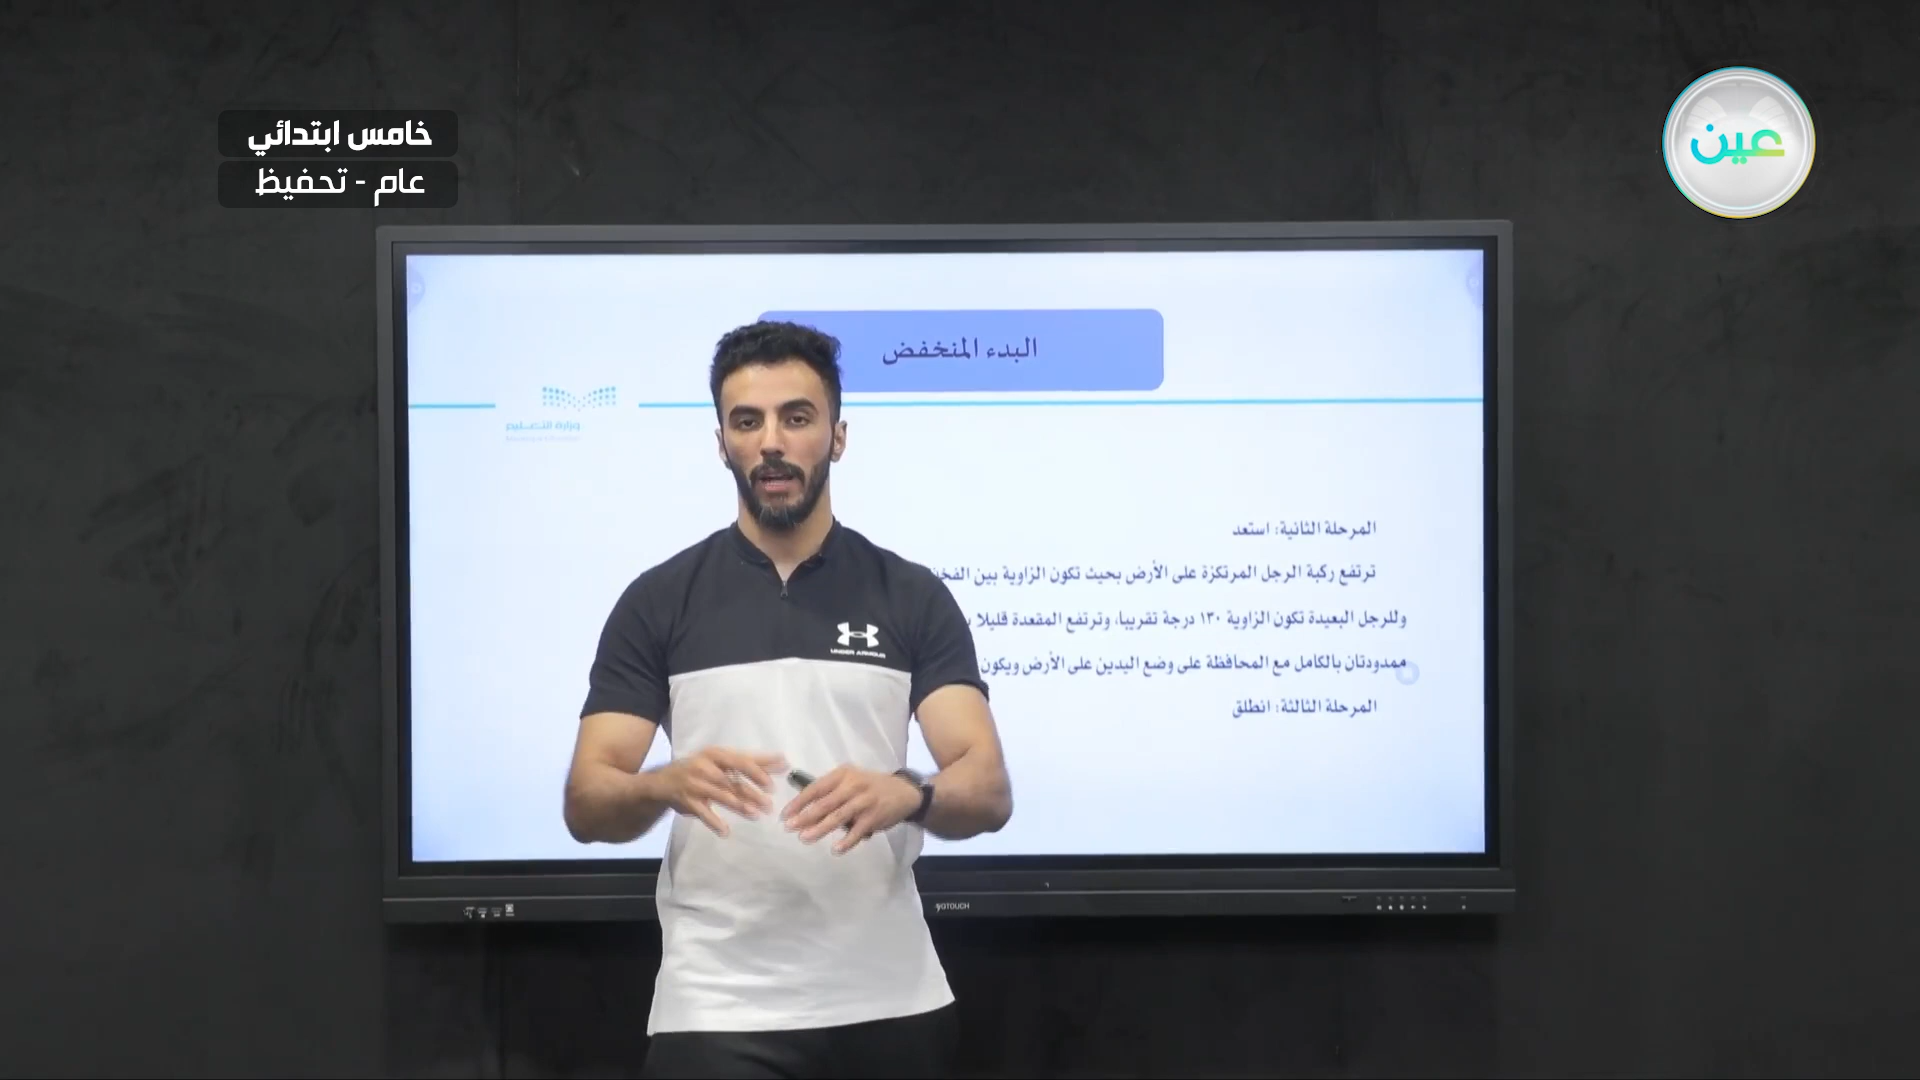 خامس ابتدائي
عام - تحفيظ
عين
البدء المنخفض
وزارة التعليم
المرحلة الثانية: استعد
ترتفع ركبة الرجل المرتكزة على الأرض بحيث تكون الزاوية بين
وللرجل البعيدة تكون الزاوية ١٣٠ درجة تقريبا، وترتفع المقعدة قليلا
ممدودتان بالكامل مع المحافظة على وضع اليدين على الأرض ويكون
المرحلة الثالثة: انطلق
UNDER ARMOUR